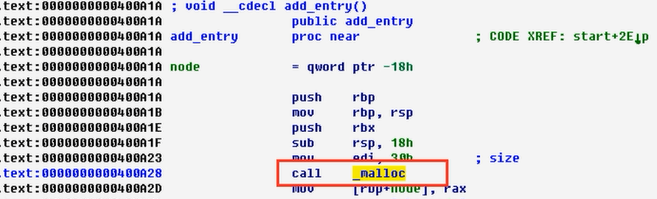 .text:0000000000400A1A ; void __cdecl add_entry()
.text:0000000000400A1A public add_entry
.text:0000000000400A1A add_entry proc near ; CODE XREF: start+2E↓p
.text:0000000000400A1A
.text:0000000000400A1A node = qword ptr -18h
.text:0000000000400A1A
.text:0000000000400A1A push rbp
.text:0000000000400A1B mov rbp, rsp
.text:0000000000400A1E push rbx
.text:0000000000400A1F sub rsp, 18h
.text:0000000000400A23 mov edi, 30h ; size
.text:0000000000400A28 call _malloc
.text:0000000000400A2D mov [rbp+node], rax